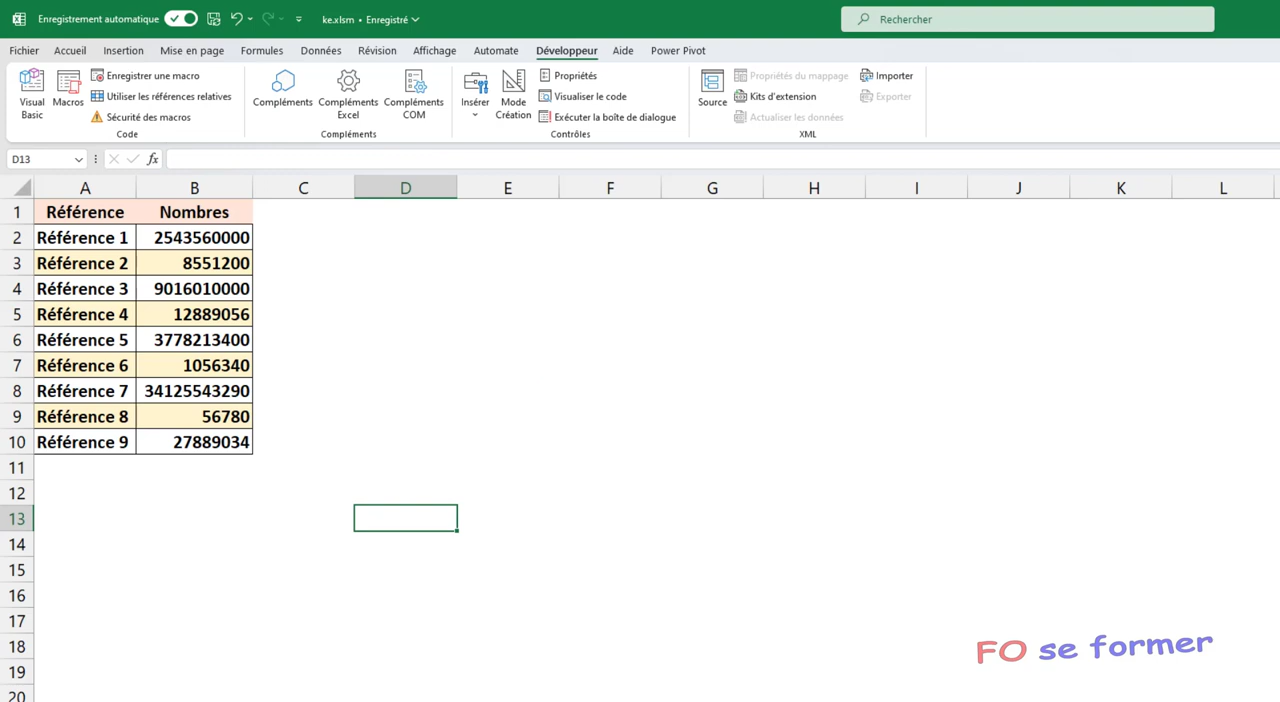 Enregistrement automatique
ke.xlsm • Enregistré
Rechercher
Fichier Accueil Insertion Mise en page Formules Données Révision Affichage Automate Développeur Aide Power Pivot
Visual Basic
Macros
Enregistrer une macro
Utiliser les références relatives
Sécurité des macros
Code
Compléments
Compléments Excel
Compléments COM
Compléments
Insérer
Mode Création
Propriétés
Visualiser le code
Exécuter la boîte de dialogue
Contrôles
Source
Propriétés du mappage
Kits d'extension
Actualiser les données
Importer
Exporter
XML
D13 fx
A B C D E F G H I J K L
1 Référence Nombres
2 Référence 1 2543560000
3 Référence 2 8551200
4 Référence 3 9016010000
5 Référence 4 12889056
6 Référence 5 3778213400
7 Référence 6 1056340
8 Référence 7 34125543290
9 Référence 8 56780
10 Référence 9 27889034
11
12
13
14
15
16
17
18
19
20
FO se former